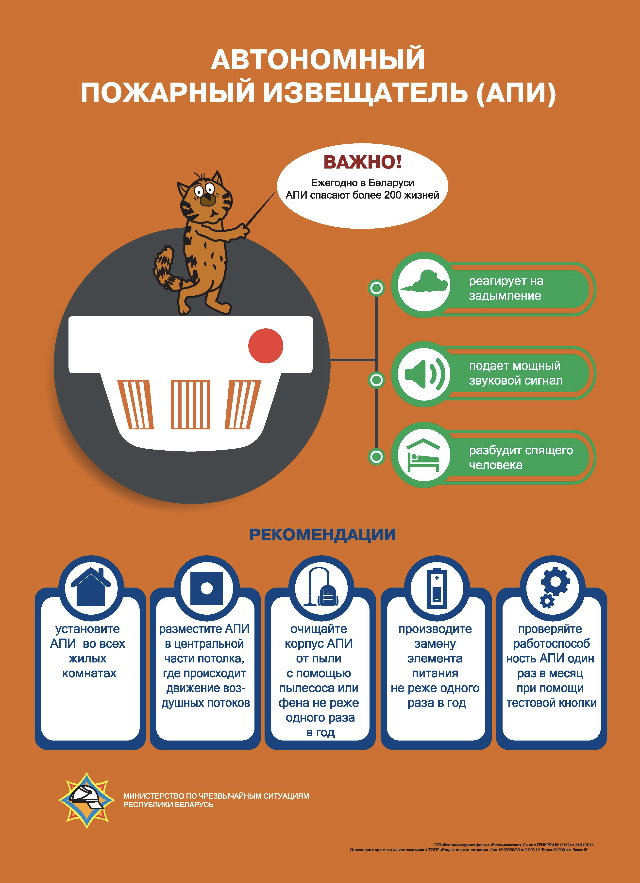 АВТОНОМНЫЙ
ПОЖАРНЫЙ ИЗВЕЩАТЕЛЬ (АПИ)
ВАЖНО!
Ежегодно в Беларуси
АПИ спасают более 200 жизней
реагирует на
задымление
подает мощный
звуковой сигнал
разбудит спящего
человека
РЕКОМЕНДАЦИИ
установите
АПИ во всех
жилых
комнатах
разместите АПИ
в центральной
части потолка,
где происходит
движение воз-
душных потоков
очищайте
корпус АПИ
от пыли
с помощью
пылесоса или
фена не реже
одного раза
в год
производите
замену
элемента
питания
не реже одного
раза в год
проверяйте
работоспособ
ность АПИ один
раз в месяц
при помощи
тестовой кнопки
МИНИСТЕРСТВО ПО ЧРЕЗВЫЧАЙНЫМ СИТУАЦИЯМ
РЕСПУБЛИКИ БЕЛАРУСЬ